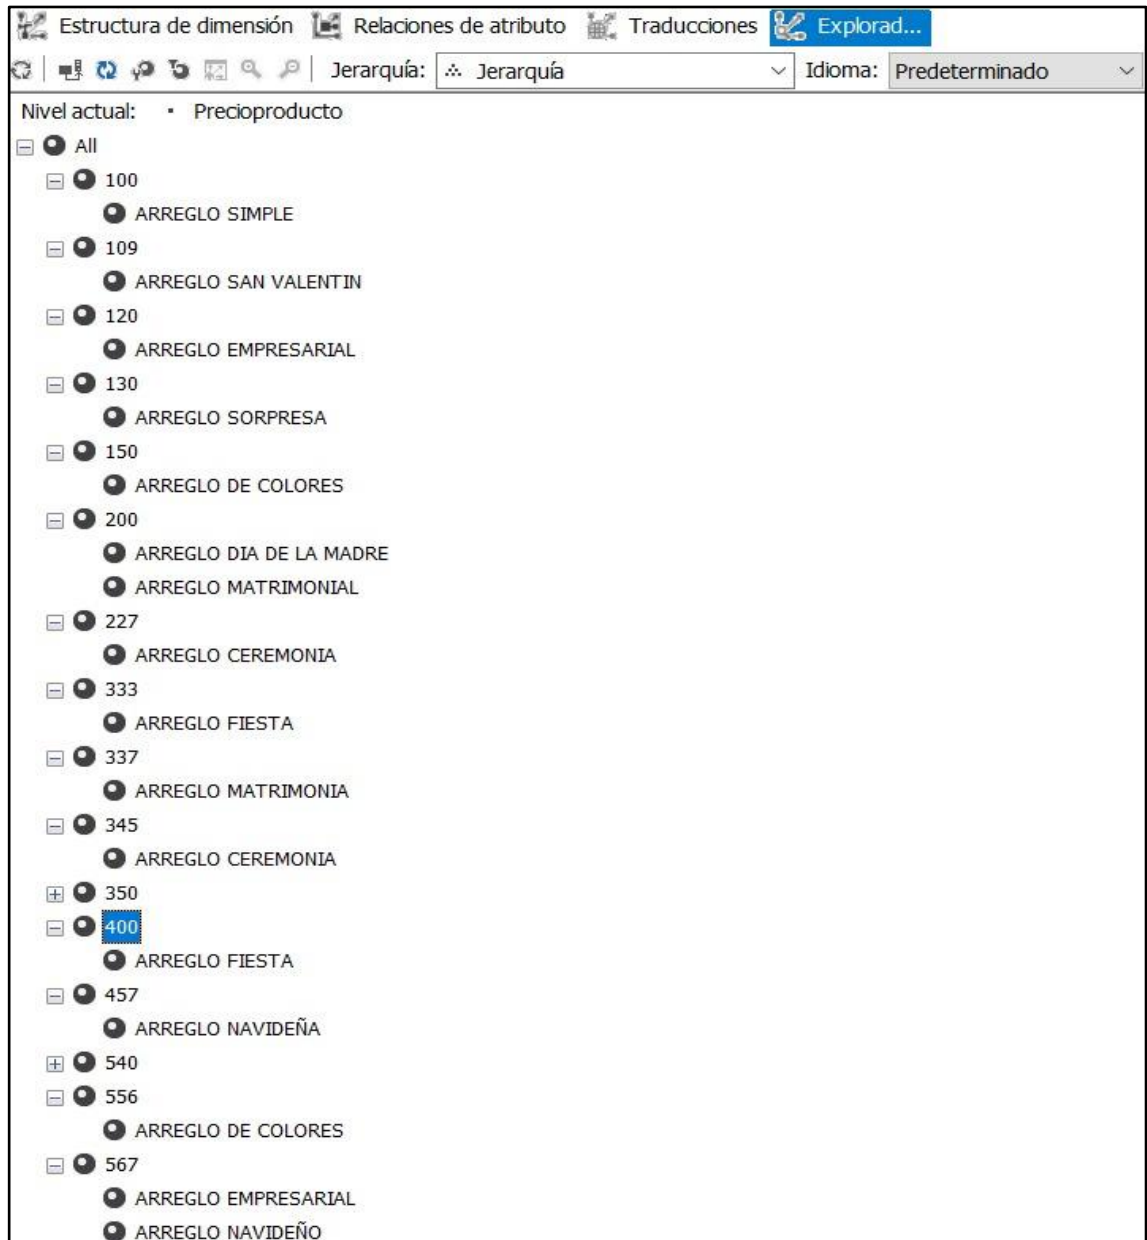 Estructura de dimensión Relaciones de atributo Traducciones Explorad...
Jerarquía: Jerarquía Idioma: Predeterminado
Nivel actual: Precioproducto
All
100
ARREGLO SIMPLE
109
ARREGLO SAN VALENTIN
120
ARREGLO EMPRESARIAL
130
ARREGLO SORPRESA
150
ARREGLO DE COLORES
200
ARREGLO DIA DE LA MADRE
ARREGLO MATRIMONIAL
227
ARREGLO CEREMONIA
333
ARREGLO FIESTA
337
ARREGLO MATRIMONIA
345
ARREGLO CEREMONIA
350
400
ARREGLO FIESTA
457
ARREGLO NAVIDEÑA
540
556
ARREGLO DE COLORES
567
ARREGLO EMPRESARIAL
ARREGLO NAVIDEÑO